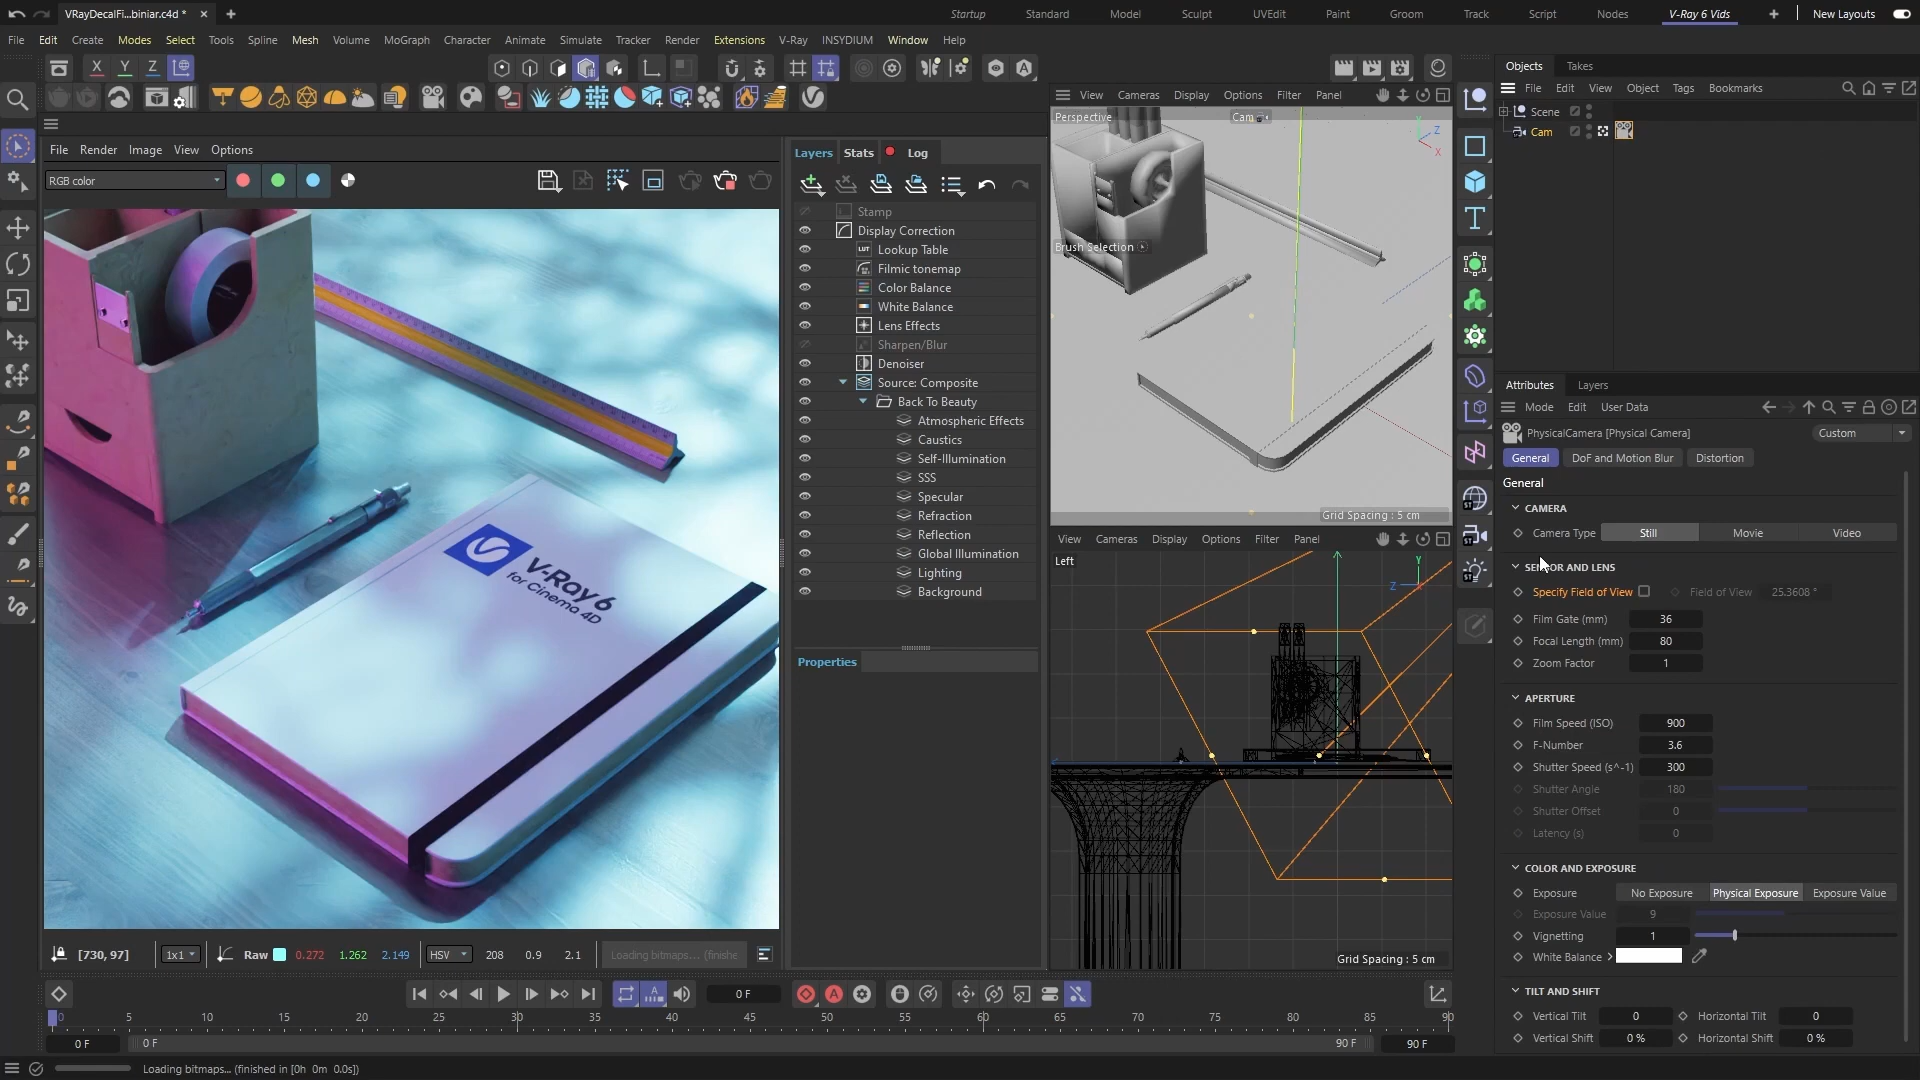 VRayDecalFi...biniar.c4d *
Startup Standard Model Sculpt UVEdit Paint Groom Track Script Nodes V-Ray 6 Vids New Layouts
File Edit Create Modes Select Tools Spline Mesh Volume MoGraph Character Animate Simulate Tracker Render Extensions V-Ray INSYDIUM Window Help
X Y Z
File Render Image View Options
RGB color
V-Ray 6
for Cinema 4D
[730, 97] 1x1 Raw 0.272 1.262 2.149 HSV 208 0.9 2.1 Loading bitmaps... (finishe
Layers Stats Log
Stamp
Display Correction
Lookup Table
Filmic tonemap
Color Balance
White Balance
Lens Effects
Sharpen/Blur
Denoiser
Source: Composite
Back To Beauty
Atmospheric Effects
Caustics
Self-Illumination
SSS
Specular
Refraction
Reflection
Global Illumination
Lighting
Background
Properties
View Cameras Display Options Filter Panel
Perspective Cam
Y Z X
Brush Selection
Grid Spacing : 5 cm
View Cameras Display Options Filter Panel
Left
Y
Z
Grid Spacing : 5 cm
Objects Takes
File Edit View Object Tags Bookmarks
Scene
Cam
Attributes Layers
Mode Edit User Data
PhysicalCamera [Physical Camera] Custom
General DoF and Motion Blur Distortion
General
CAMERA
Camera Type Still Movie Video
SENSOR AND LENS
Specify Field of View Field of View 25.3608 °
Film Gate (mm) 36
Focal Length (mm) 80
Zoom Factor 1
APERTURE
Film Speed (ISO) 900
F-Number 3.6
Shutter Speed (s^-1) 300
Shutter Angle 180
Shutter Offset 0
Latency (s) 0
COLOR AND EXPOSURE
Exposure No Exposure Physical Exposure Exposure Value
Exposure Value 9
Vignetting 1
White Balance
TILT AND SHIFT
Vertical Tilt 0 Horizontal Tilt 0
Vertical Shift 0 % Horizontal Shift 0 %
0 F
0 5 10 15 20 25 30 35 40 45 50 55 60 65 70 75 80 85 90
0 F 0 F 90 F 90 F
Loading bitmaps... (finished in [0h 0m 0.0s])